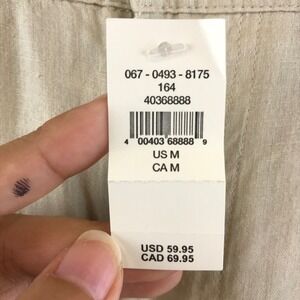 067 - 0493 - 8175
164
40368888
4 00403 68888 9
US M
CA M
USD 59.95
CAD 69.95